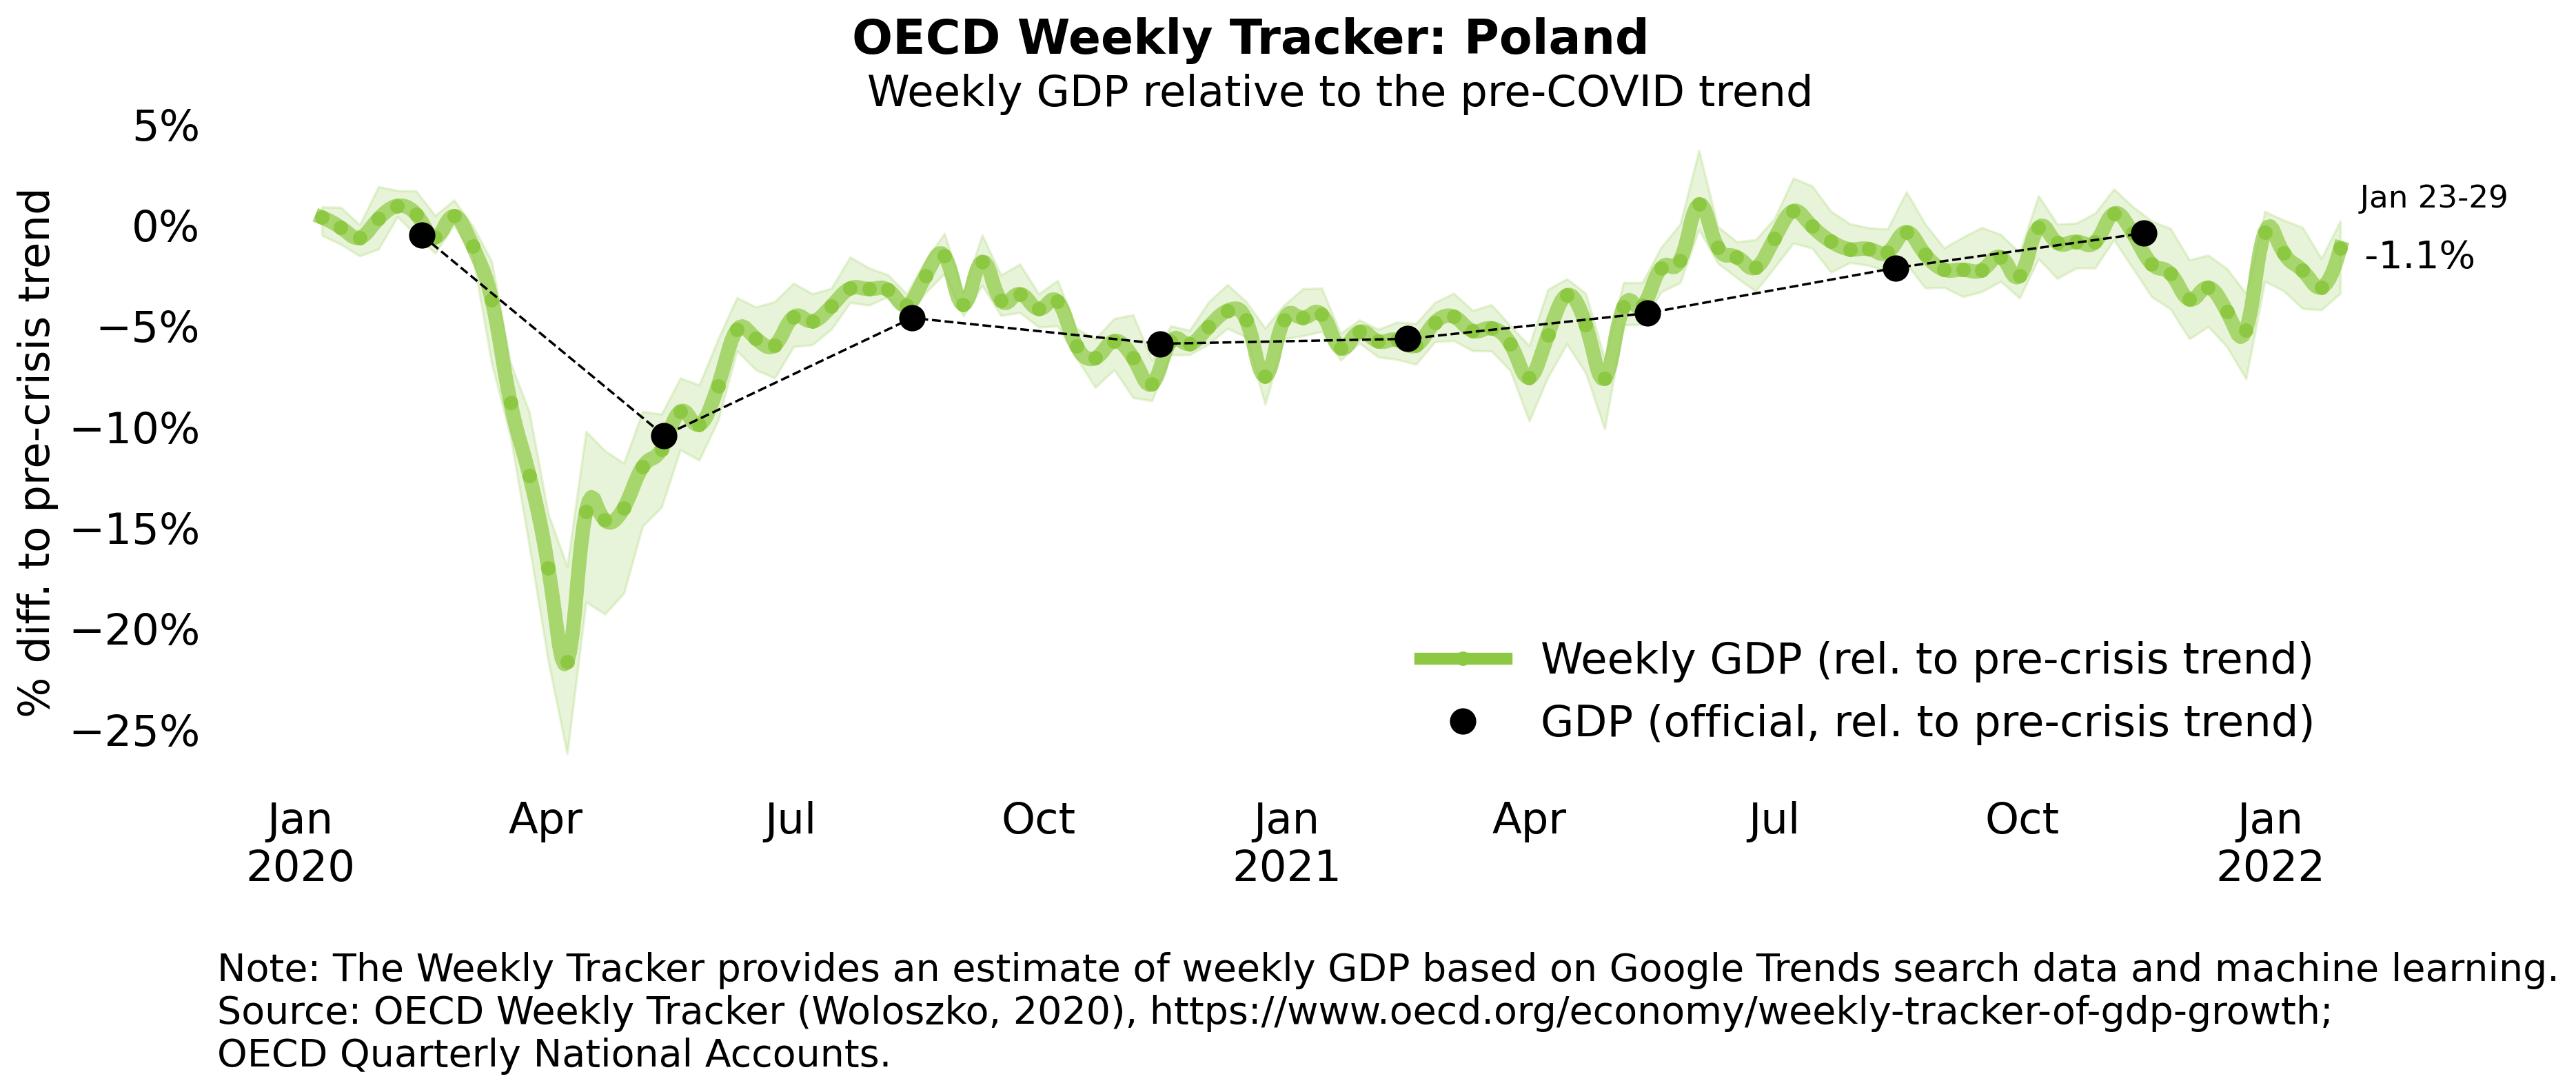 OECD Weekly Tracker: Poland
Weekly GDP relative to the pre-COVID trend
% diff. to pre-crisis trend
5%
0%
−5%
−10%
−15%
−20%
−25%
Jan 23-29
-1.1%
Weekly GDP (rel. to pre-crisis trend)
GDP (official, rel. to pre-crisis trend)
Jan Apr Jul Oct Jan Apr Jul Oct Jan
2020 2021 2022
Note: The Weekly Tracker provides an estimate of weekly GDP based on Google Trends search data and machine learning.
Source: OECD Weekly Tracker (Woloszko, 2020), https://www.oecd.org/economy/weekly-tracker-of-gdp-growth;
OECD Quarterly National Accounts.